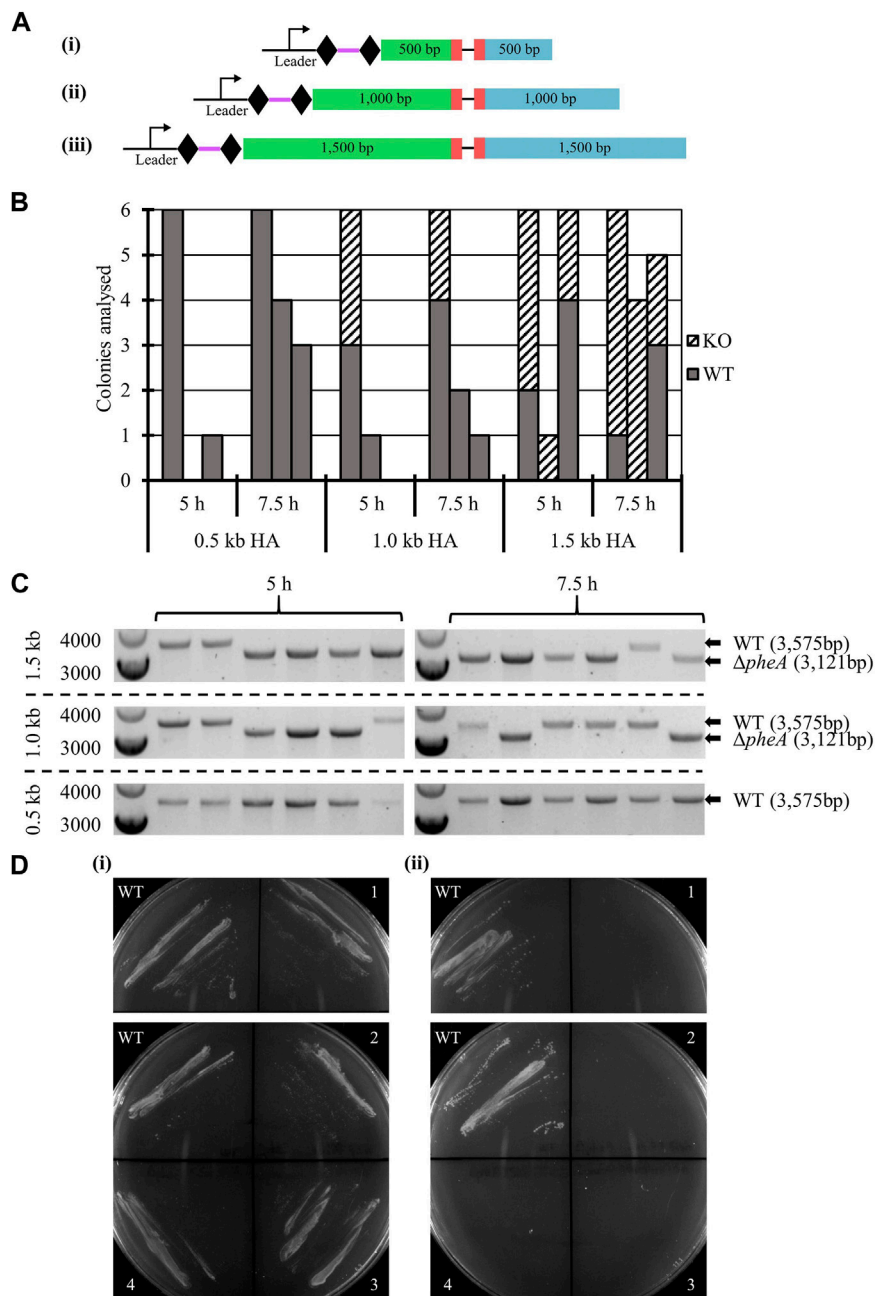 A
(i)
Leader
500 bp
500 bp
(ii)
Leader
1,000 bp
1,000 bp
(iii)
Leader
1,500 bp
1,500 bp
B
Colonies analysed
6
5
4
3
2
1
0
KO
WT
5 h
7.5 h
5 h
7.5 h
5 h
7.5 h
0.5 kb HA
1.0 kb HA
1.5 kb HA
C
5 h
7.5 h
1.5 kb
4000
3000
WT (3,575bp)
ΔpheA (3,121bp)
1.0 kb
4000
3000
WT (3,575bp)
ΔpheA (3,121bp)
0.5 kb
4000
3000
WT (3,575bp)
D
(i)
(ii)
WT
1
WT
1
WT
2
WT
2
4
3
4
3